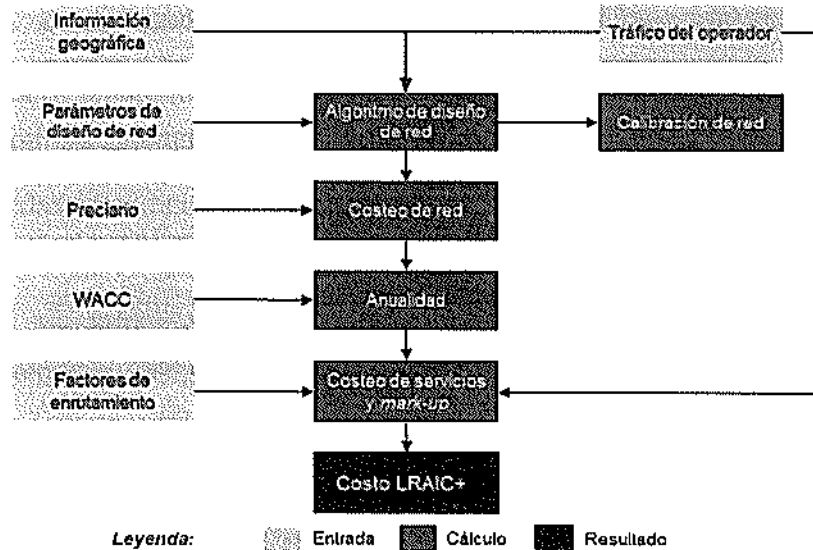 Información
geográfica
Tráfico del operador
Parámetros de
diseño de red
Algoritmo de diseño
de red
Calibración de red
Preciario
Costeo de red
WACC
Anualidad
Factores de
enrutamiento
Costeo de servicios
y mark-up
Costo LRAIC+
Leyenda:
Entrada
Cálculo
Resultado